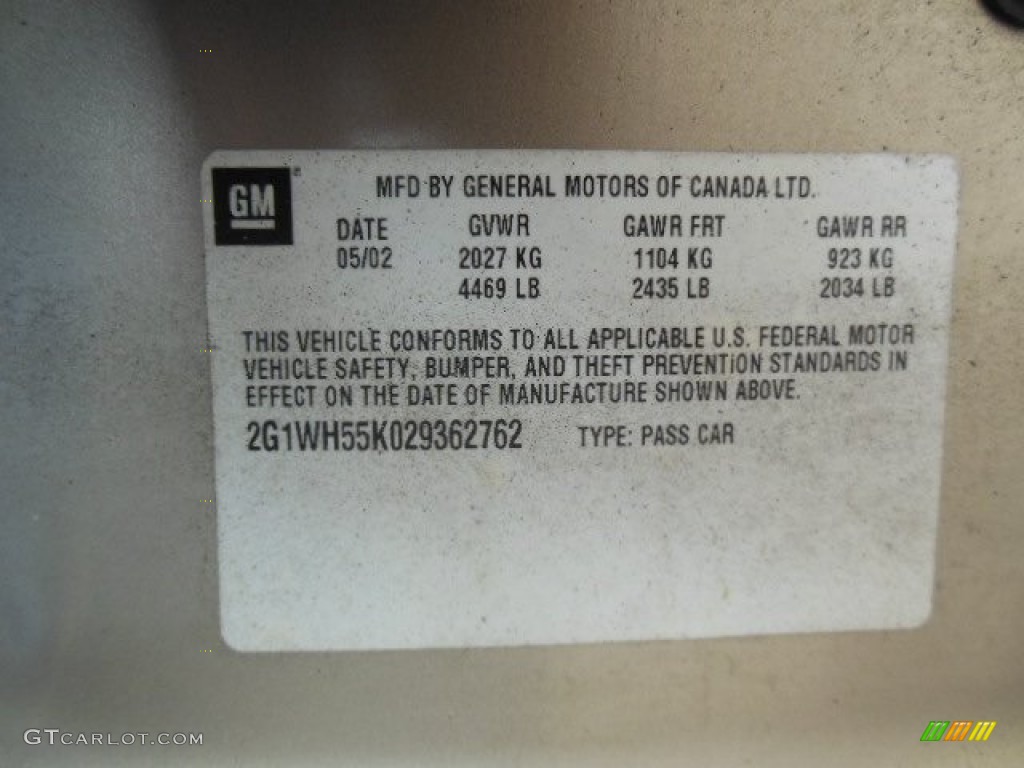 GM
MFD BY GENERAL MOTORS OF CANADA LTD.
DATE GVWR GAWR FRT GAWR RR
05/02 2027 KG 1104 KG 923 KG
4469 LB 2435 LB 2034 LB
THIS VEHICLE CONFORMS TO ALL APPLICABLE U.S. FEDERAL MOTOR
VEHICLE SAFETY, BUMPER, AND THEFT PREVENTION STANDARDS IN
EFFECT ON THE DATE OF MANUFACTURE SHOWN ABOVE.
2G1WH55K029362762 TYPE: PASS CAR
GTCARLOT.COM